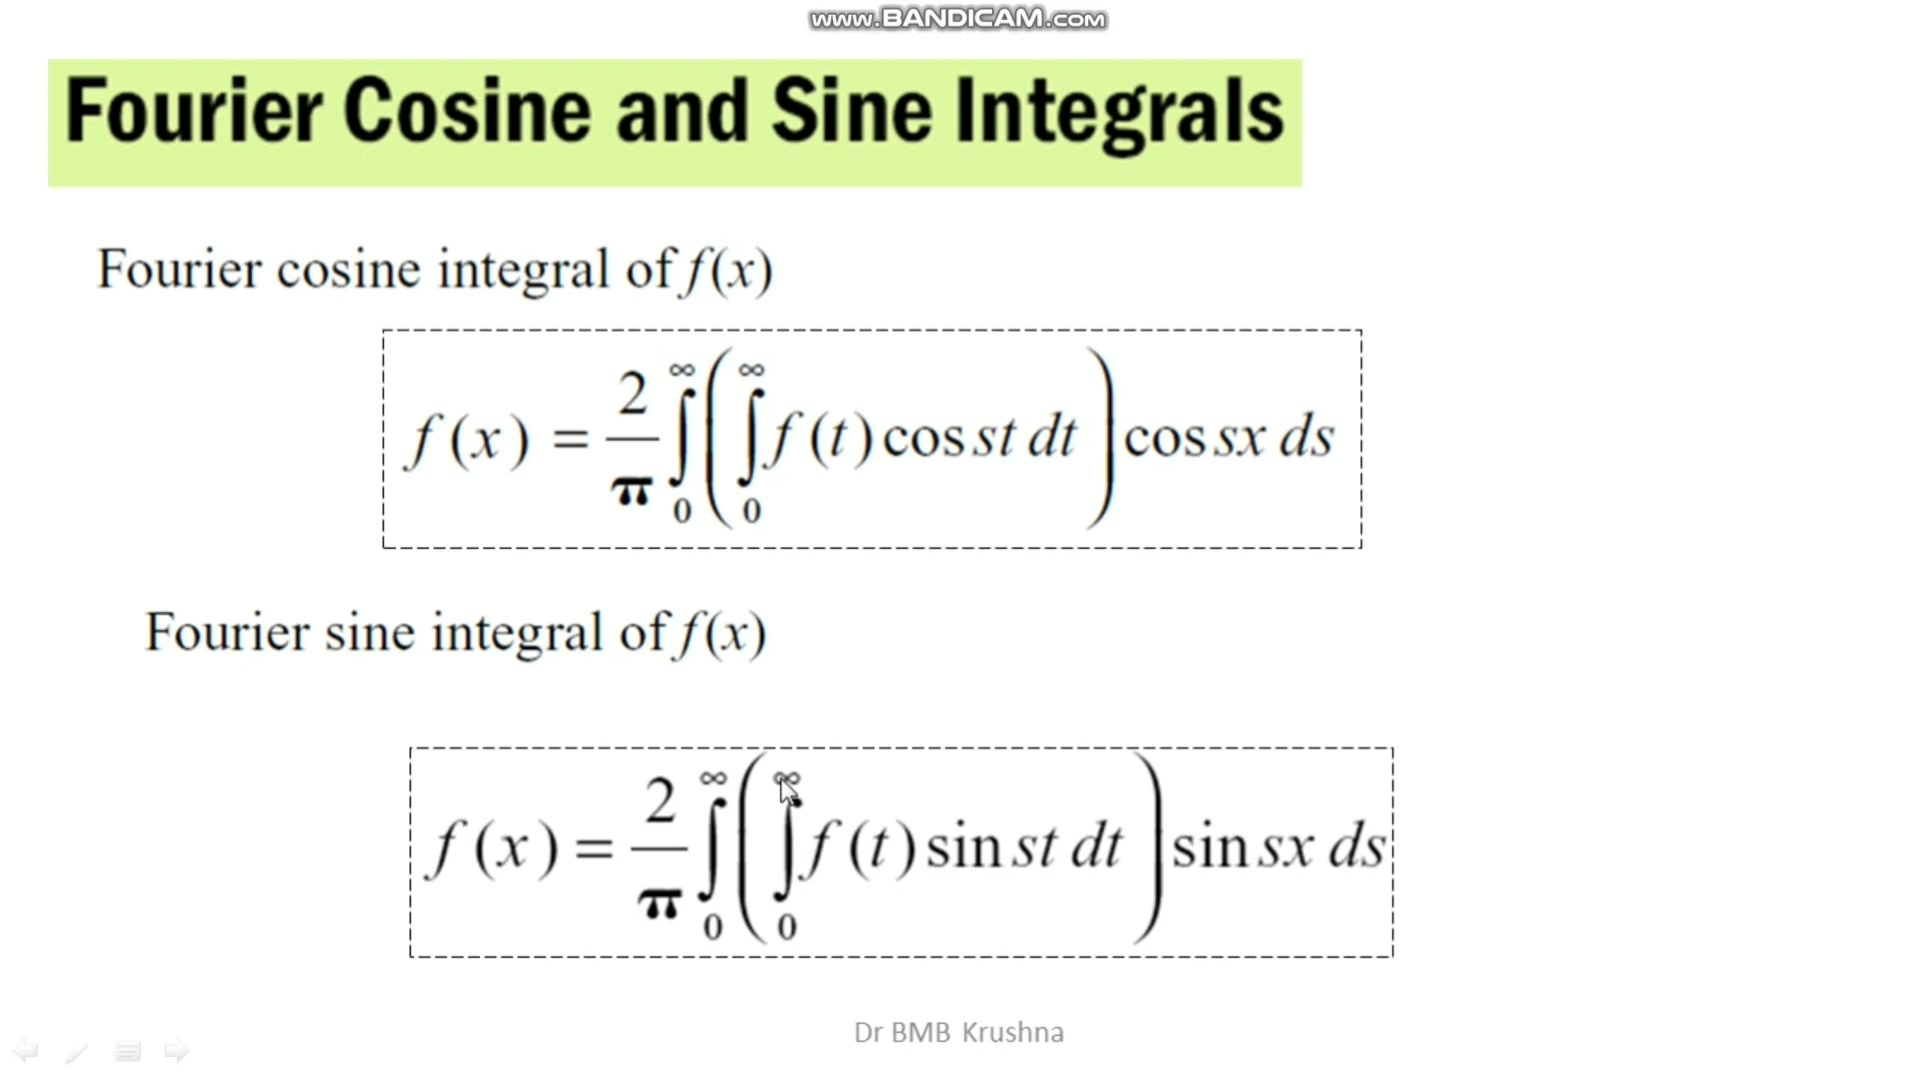 www.BANDICAM.com
Fourier Cosine and Sine Integrals
Fourier cosine integral of f(x)
f(x) = 2/π ∫₀^∞ ( ∫₀^∞ f(t) cos st dt ) cos sx ds
Fourier sine integral of f(x)
f(x) = 2/π ∫₀^∞ ( ∫₀^∞ f(t) sin st dt ) sin sx ds
Dr BMB Krushna